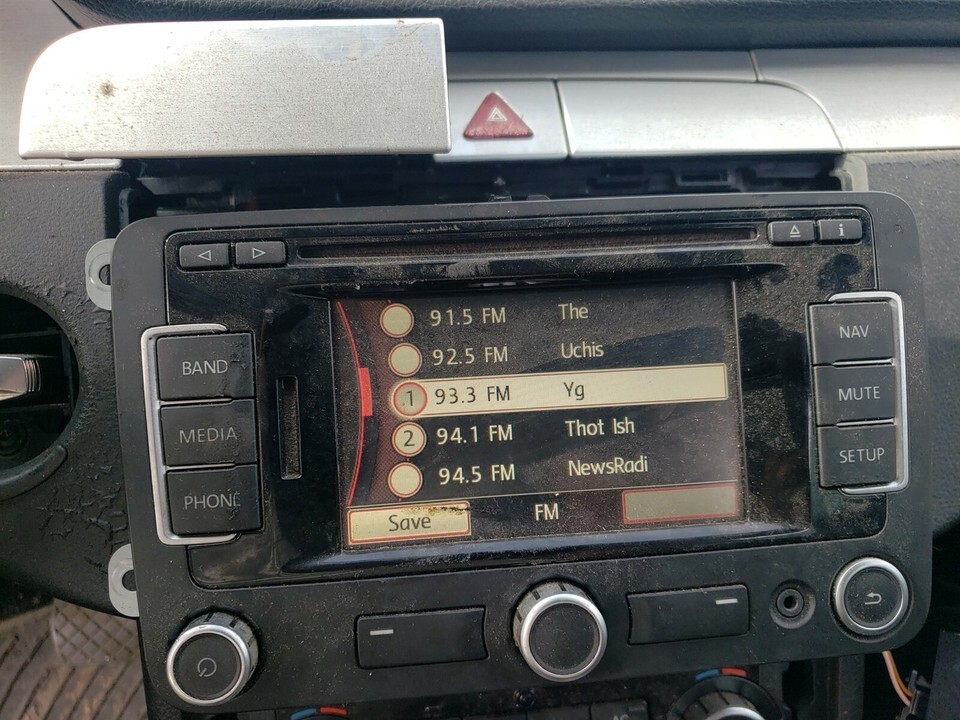 i
91.5 FM The
92.5 FM Uchis
1 93.3 FM Yg
2 94.1 FM Thot Ish
94.5 FM NewsRadi
Save FM
BAND
MEDIA
PHONE
NAV
MUTE
SETUP
AC